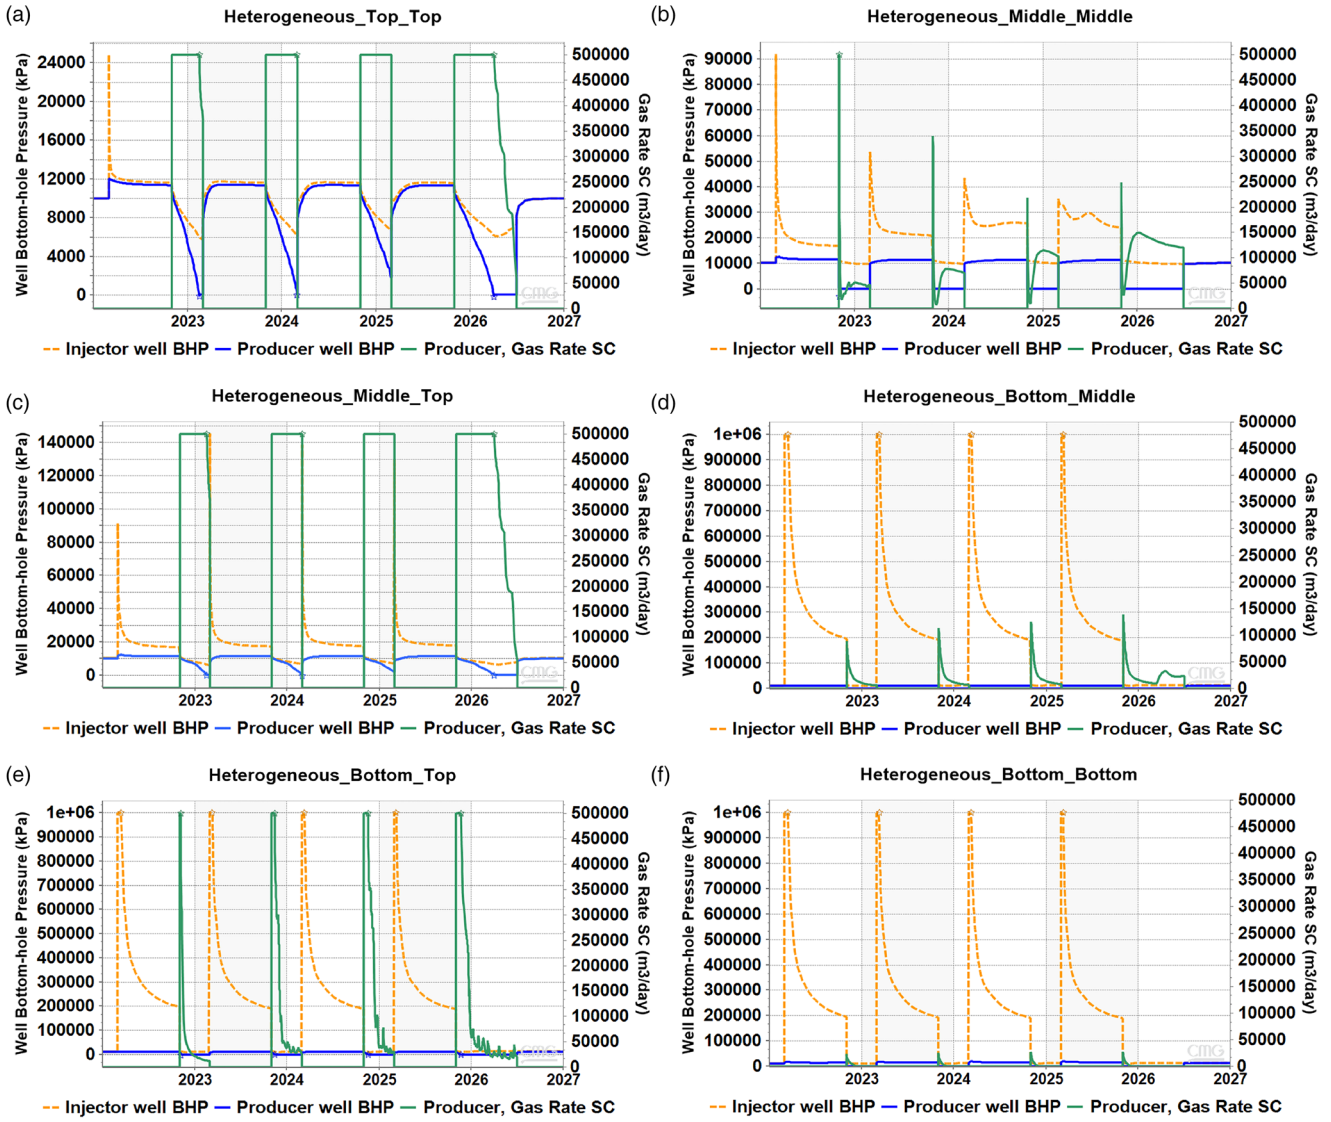 (a)
Heterogeneous_Top_Top
Well Bottom-hole Pressure (kPa)
24000
20000
16000
12000
8000
4000
0
500000
450000
400000
350000
300000
250000
200000
150000
100000
50000
0
Gas Rate SC (m3/day)
CMG
2023
2024
2025
2026
2027
Injector well BHP
Producer well BHP
Producer, Gas Rate SC
(b)
Heterogeneous_Middle_Middle
Well Bottom-hole Pressure (kPa)
90000
80000
70000
60000
50000
40000
30000
20000
10000
0
500000
450000
400000
350000
300000
250000
200000
150000
100000
50000
0
Gas Rate SC (m3/day)
CMG
2023
2024
2025
2026
2027
Injector well BHP
Producer well BHP
Producer, Gas Rate SC
(c)
Heterogeneous_Middle_Top
Well Bottom-hole Pressure (kPa)
140000
120000
100000
80000
60000
40000
20000
0
500000
450000
400000
350000
300000
250000
200000
150000
100000
50000
0
Gas Rate SC (m3/day)
CMG
2023
2024
2025
2026
2027
Injector well BHP
Producer well BHP
Producer, Gas Rate SC
(d)
Heterogeneous_Bottom_Middle
Well Bottom-hole Pressure (kPa)
1e+06
900000
800000
700000
600000
500000
400000
300000
200000
100000
0
500000
450000
400000
350000
300000
250000
200000
150000
100000
50000
0
Gas Rate SC (m3/day)
CMG
2023
2024
2025
2026
2027
Injector well BHP
Producer well BHP
Producer, Gas Rate SC
(e)
Heterogeneous_Bottom_Top
Well Bottom-hole Pressure (kPa)
1e+06
900000
800000
700000
600000
500000
400000
300000
200000
100000
0
500000
450000
400000
350000
300000
250000
200000
150000
100000
50000
0
Gas Rate SC (m3/day)
CMG
2023
2024
2025
2026
2027
Injector well BHP
Producer well BHP
Producer, Gas Rate SC
(f)
Heterogeneous_Bottom_Bottom
Well Bottom-hole Pressure (kPa)
1e+06
900000
800000
700000
600000
500000
400000
300000
200000
100000
0
500000
450000
400000
350000
300000
250000
200000
150000
100000
50000
0
Gas Rate SC (m3/day)
CMG
2023
2024
2025
2026
2027
Injector well BHP
Producer well BHP
Producer, Gas Rate SC